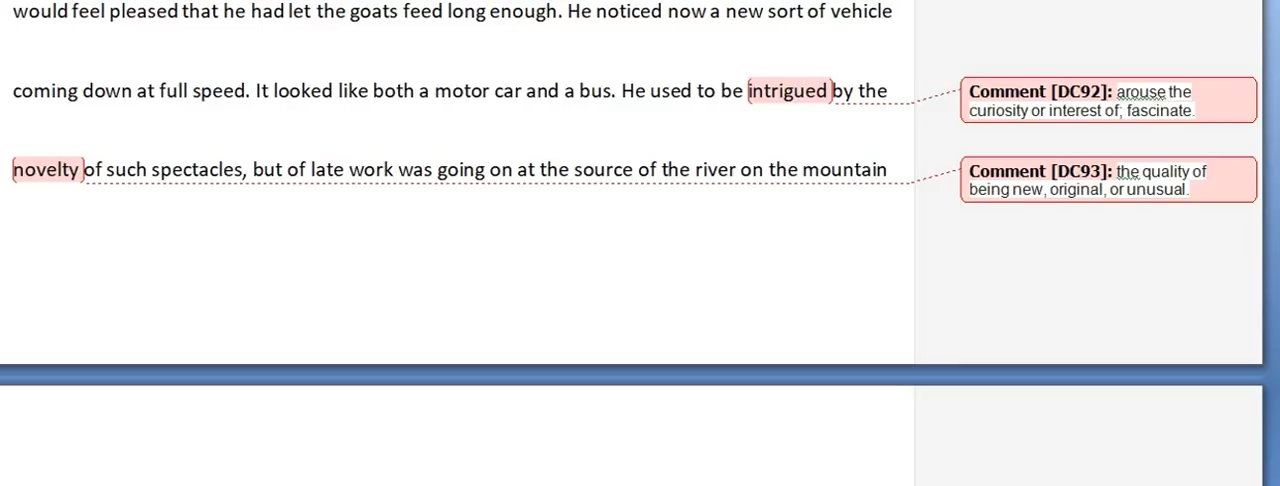 would feel pleased that he had let the goats feed long enough. He noticed now a new sort of vehicle
coming down at full speed. It looked like both a motor car and a bus. He used to be intrigued by the
Comment [DC92]: arouse the
curiosity or interest of; fascinate.
novelty of such spectacles, but of late work was going on at the source of the river on the mountain
Comment [DC93]: the quality of
being new, original, or unusual.